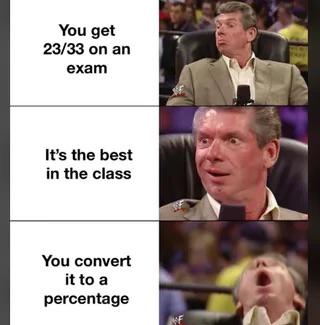 You get
23/33 on an
exam
It's the best
in the class
You convert
it to a
percentage